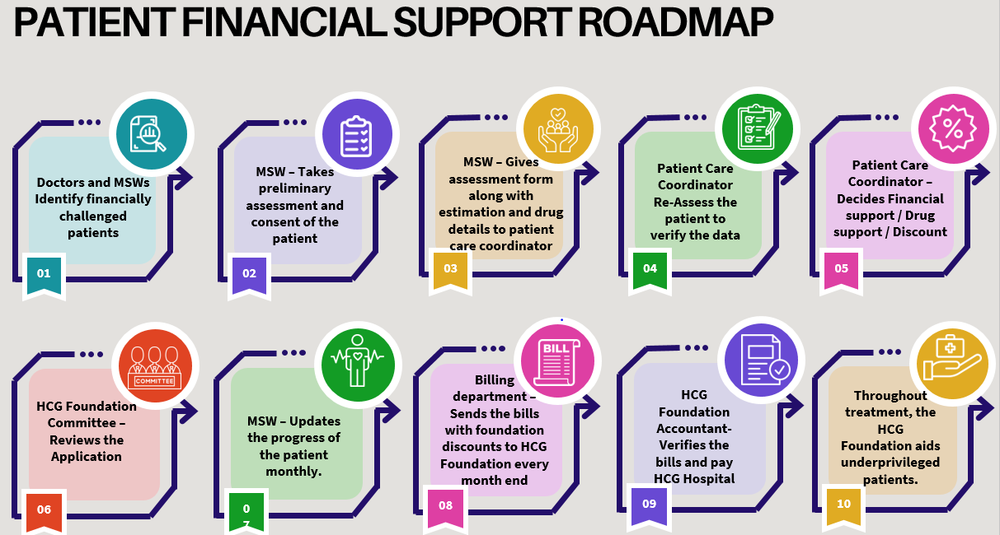 PATIENT FINANCIAL SUPPORT ROADMAP
Doctors and MSWs
Identify financially
challenged
patients
01
MSW – Takes
preliminary
assessment and
consent of the
patient
02
MSW – Gives
assessment form
along with
estimation and drug
details to patient
care coordinator
03
Patient Care
Coordinator
Re-Assess the
patient to
verify the data
04
Patient Care
Coordinator –
Decides Financial
support / Drug
support / Discount
05
COMMITTEE
HCG Foundation
Committee –
Reviews the
Application
06
MSW – Updates
the progress of
the patient
monthly.
0
7
BILL
Billing
department –
Sends the bills
with foundation
discounts to HCG
Foundation every
month end
08
HCG
Foundation
Accountant-
Verifies the
bills and pay
HCG Hospital
09
Throughout
treatment, the
HCG
Foundation aids
underprivileged
patients.
10